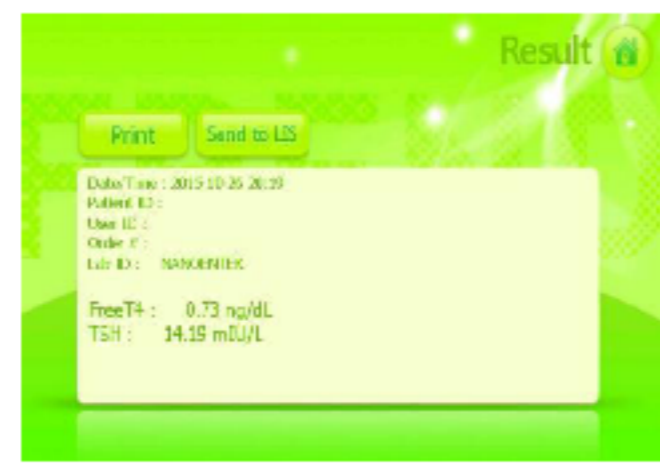 Result
Print
Send to LIS
Date/Time : 2015-10-26 20:19
Patient ID :
User ID :
Order # :
Lab ID : NANOENTEK
FreeT4 : 0.73 ng/dL
TSH : 14.19 mIU/L